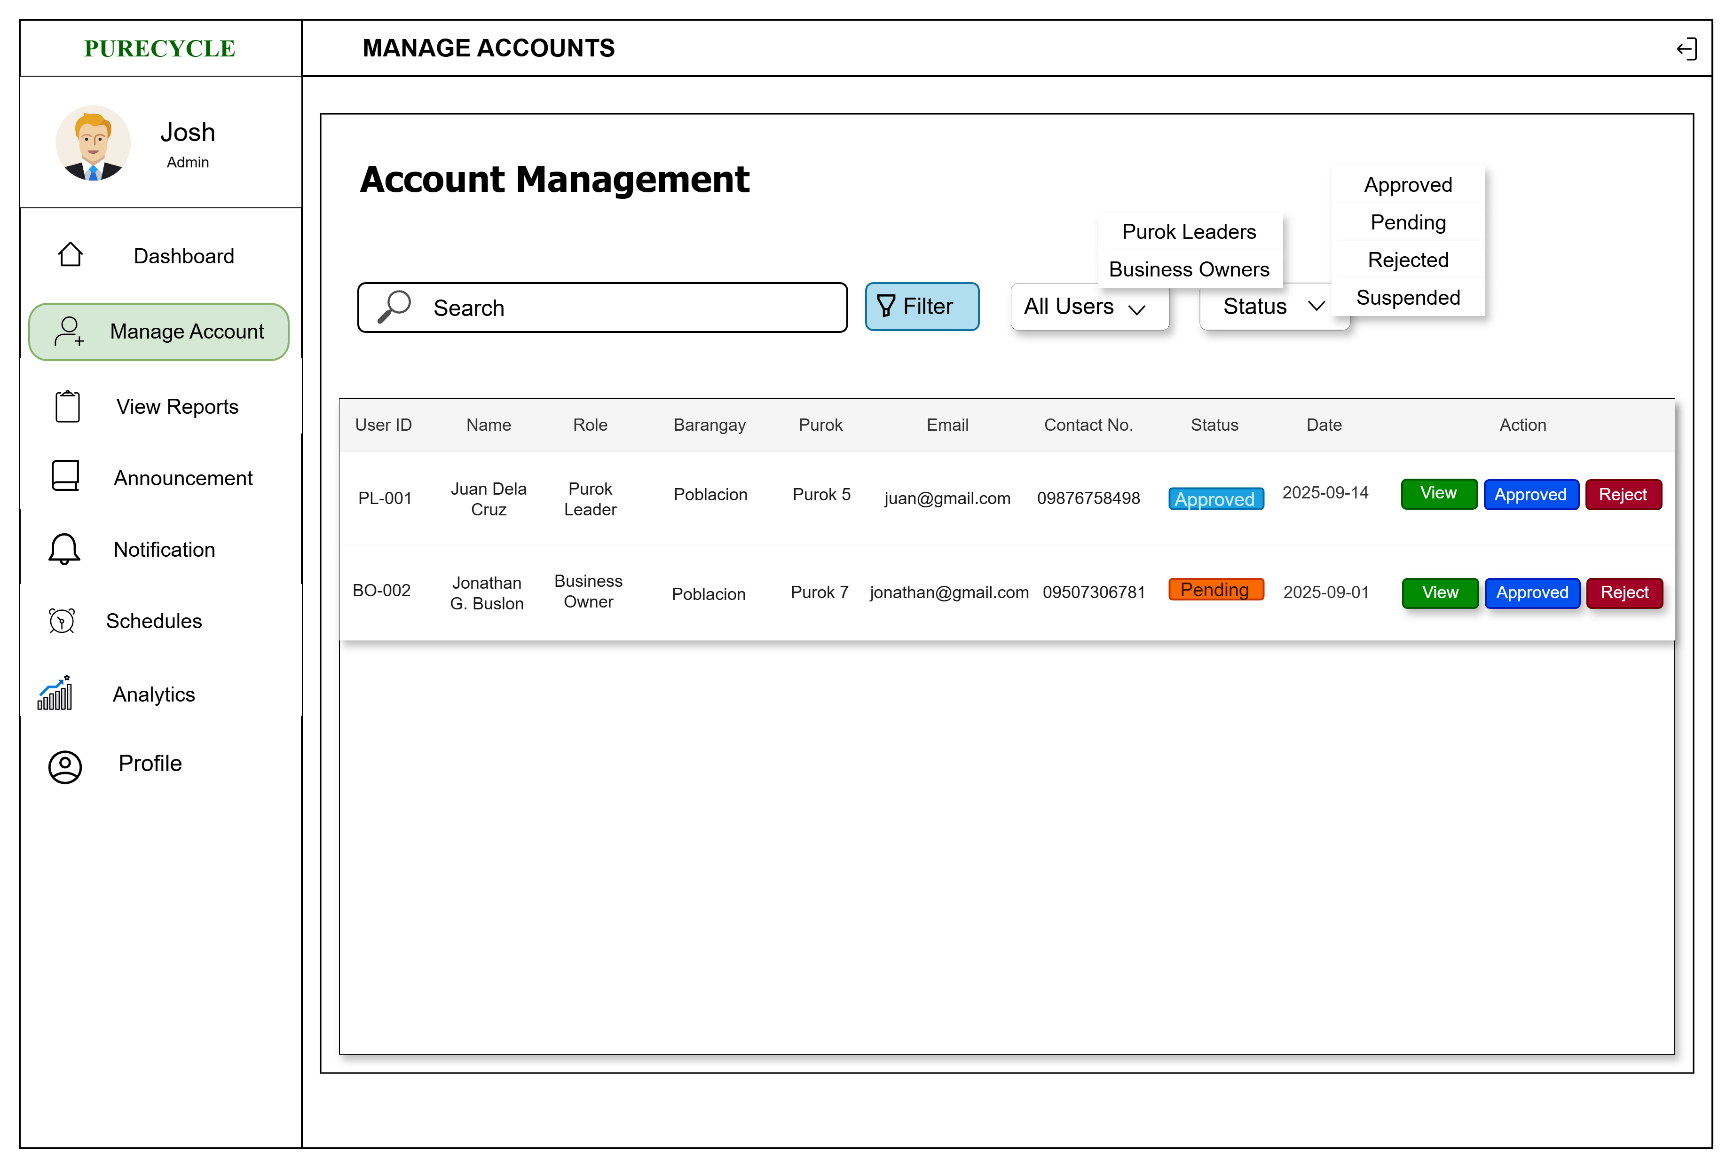 PURECYCLE
MANAGE ACCOUNTS
Josh
Admin
Dashboard
Manage Account
View Reports
Announcement
Notification
Schedules
Analytics
Profile
Account Management
Search
Filter
All Users
Purok Leaders
Business Owners
Status
Approved
Pending
Rejected
Suspended
User ID Name Role Barangay Purok Email Contact No. Status Date Action
PL-001 Juan Dela Cruz Purok Leader Poblacion Purok 5 juan@gmail.com 09876758498 Approved 2025-09-14 View Approved Reject
BO-002 Jonathan G. Buslon Business Owner Poblacion Purok 7 jonathan@gmail.com 09507306781 Pending 2025-09-01 View Approved Reject